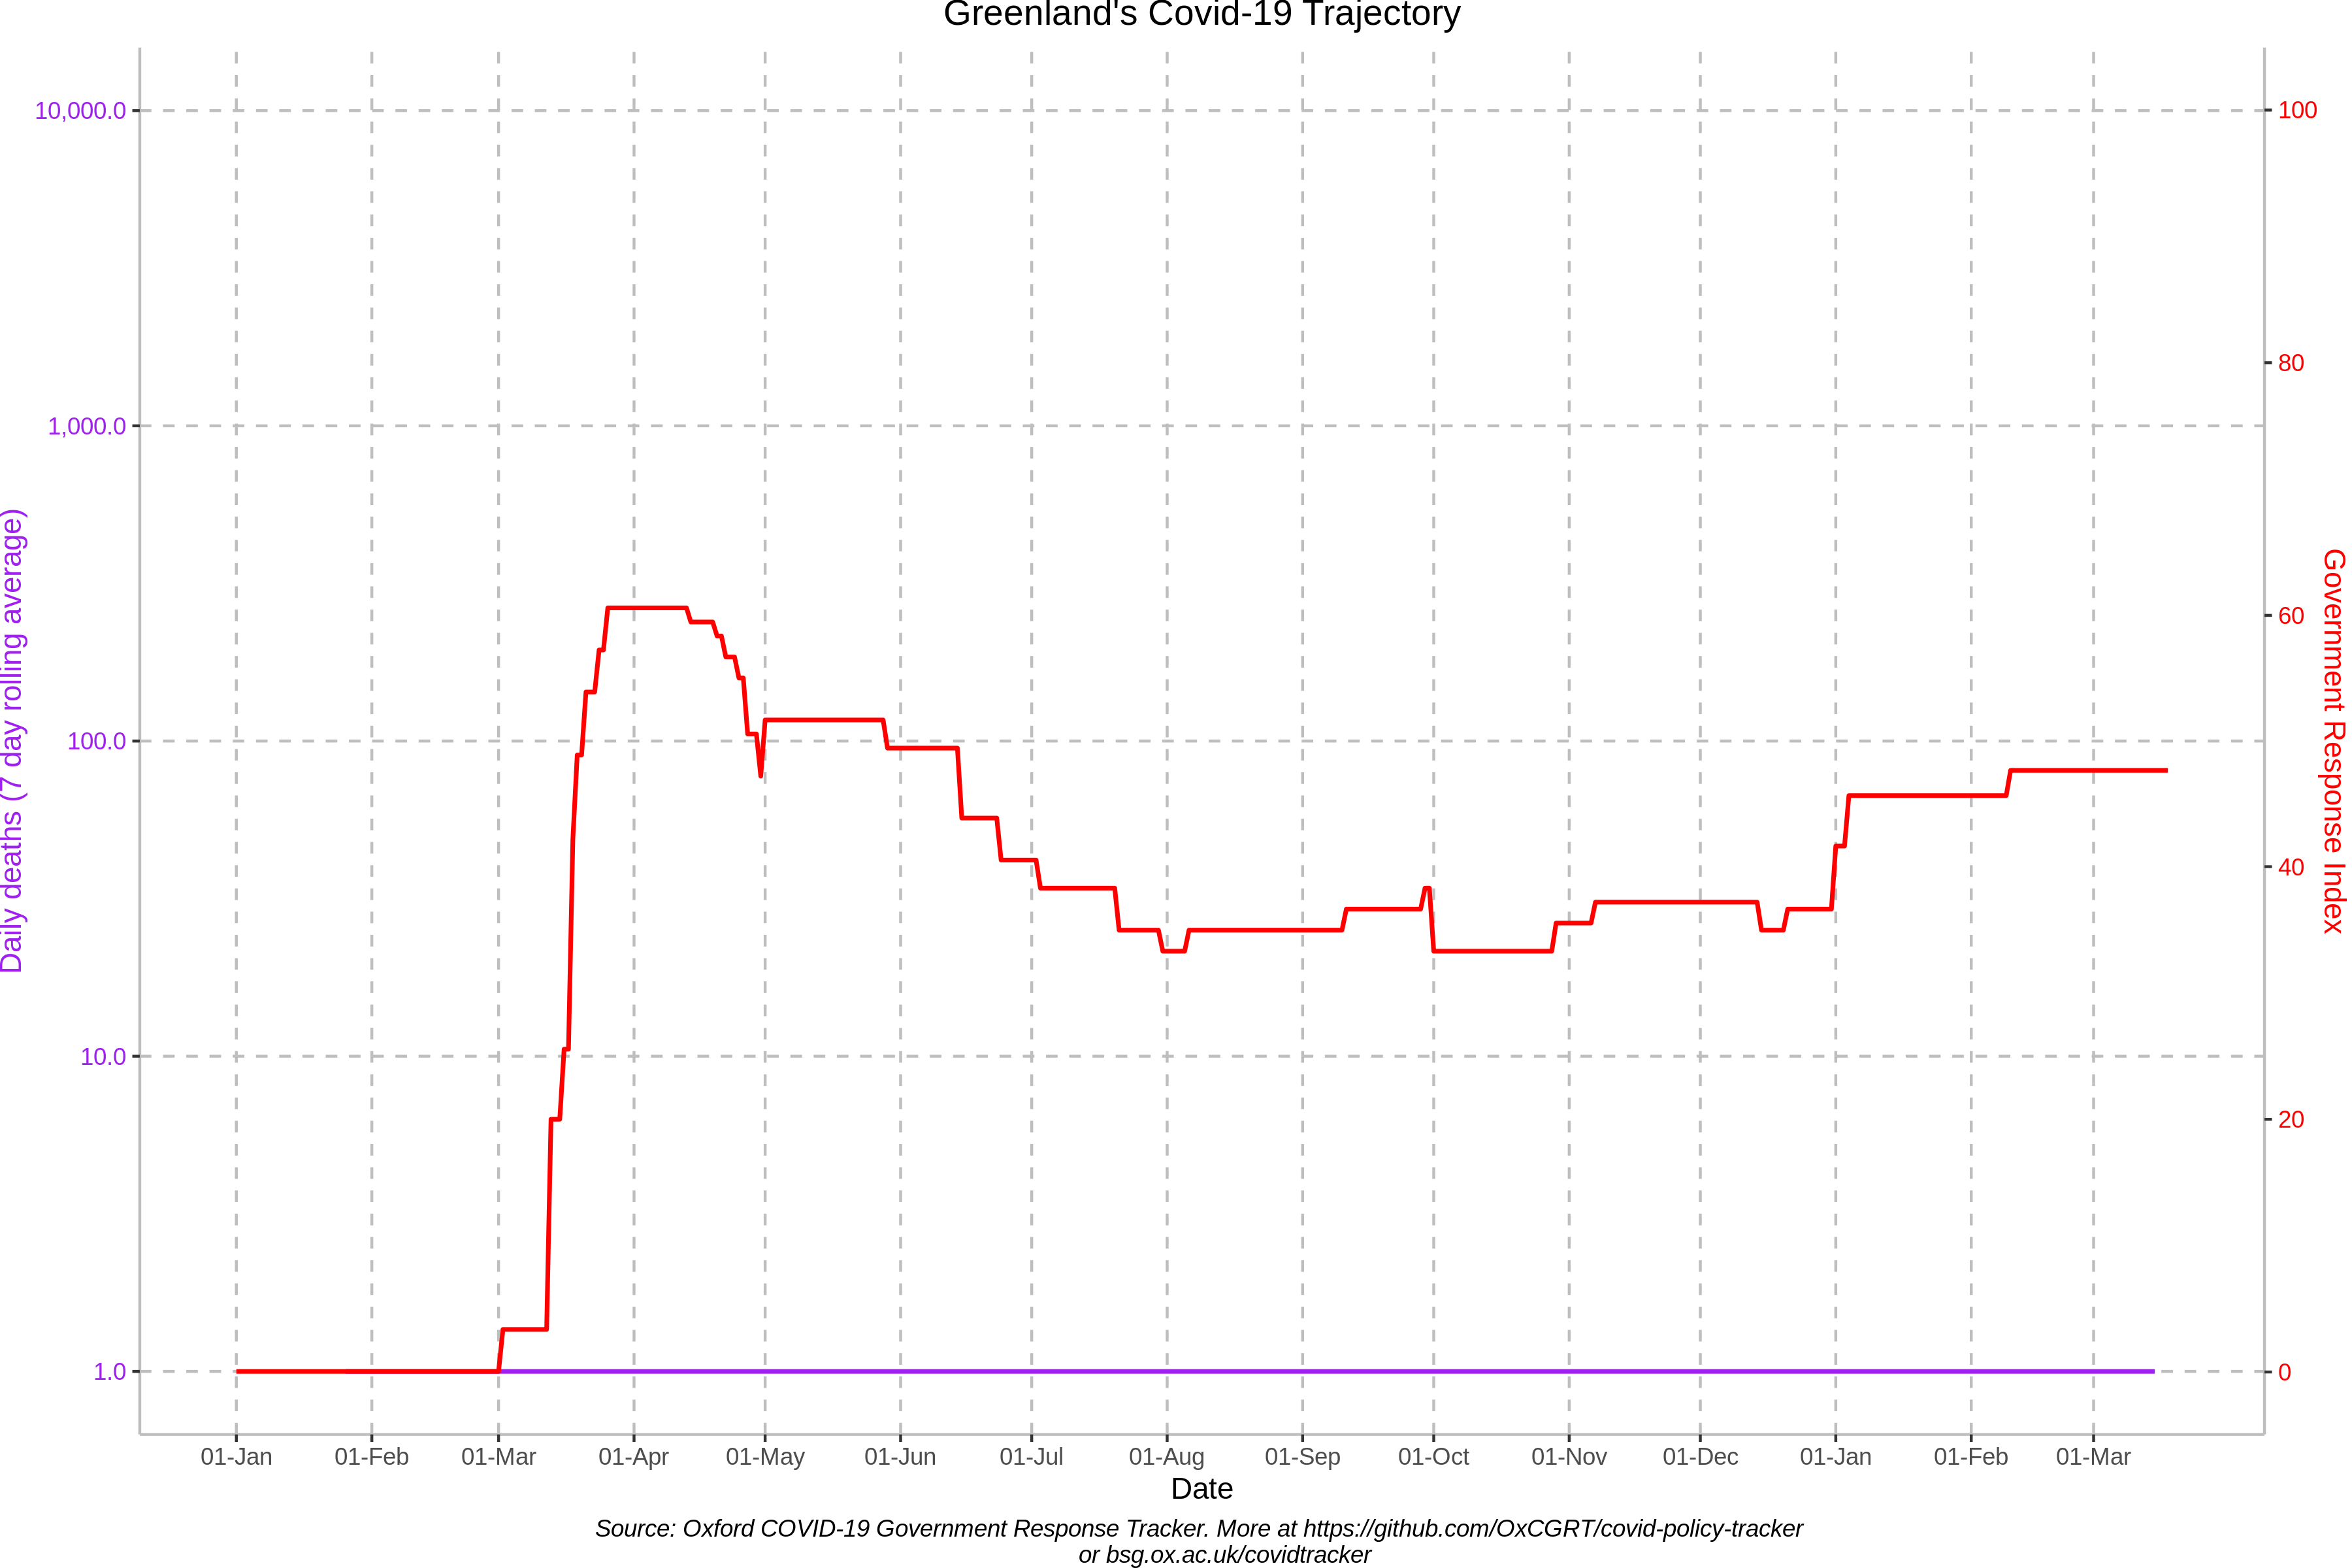 Greenland's Covid-19 Trajectory
10,000.0
1,000.0
100.0
10.0
1.0
Daily deaths (7 day rolling average)
100
80
60
40
20
0
Government Response Index
01-Jan 01-Feb 01-Mar 01-Apr 01-May 01-Jun 01-Jul 01-Aug 01-Sep 01-Oct 01-Nov 01-Dec 01-Jan 01-Feb 01-Mar
Date
Source: Oxford COVID-19 Government Response Tracker. More at https://github.com/OxCGRT/covid-policy-tracker
or bsg.ox.ac.uk/covidtracker